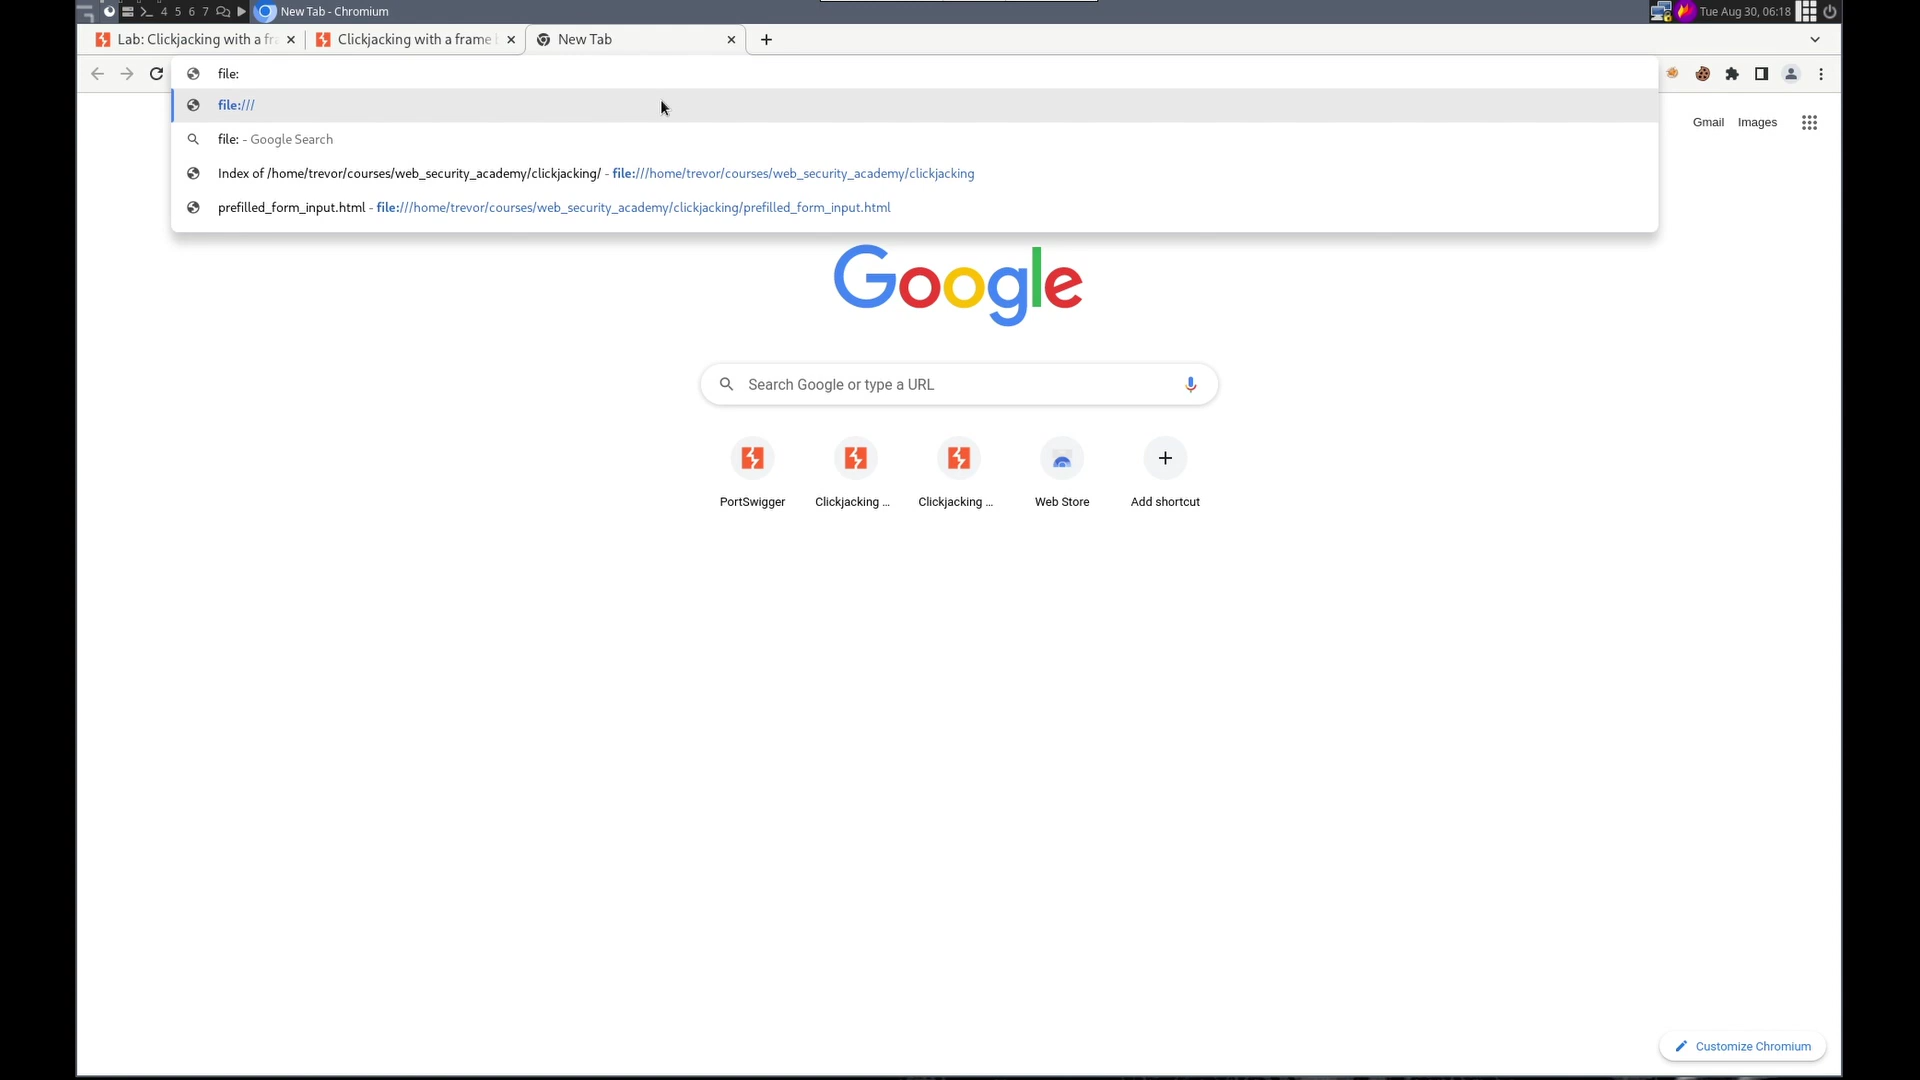 4 5 6 7 New Tab - Chromium Tue Aug 30, 06:18
Lab: Clickjacking with a fr Clickjacking with a frame New Tab
file:
file:///
file: - Google Search
Index of /home/trevor/courses/web_security_academy/clickjacking/ - file:///home/trevor/courses/web_security_academy/clickjacking
prefilled_form_input.html - file:///home/trevor/courses/web_security_academy/clickjacking/prefilled_form_input.html
Gmail Images
Google
Search Google or type a URL
PortSwigger Clickjacking ... Clickjacking ... Web Store Add shortcut
Customize Chromium